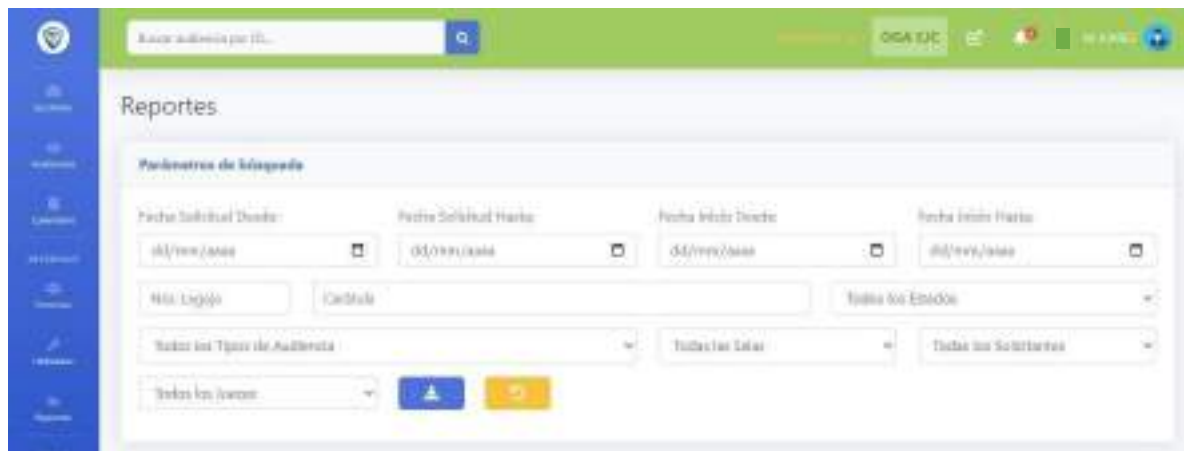 Buscar audiencia por ID...
OGA EJC
Reportes
Parámetros de búsqueda
Fecha Solicitud Desde:
Fecha Solicitud Hasta:
Fecha Inicio Desde:
Fecha Inicio Hasta:
dd/mm/aaaa
dd/mm/aaaa
dd/mm/aaaa
dd/mm/aaaa
Nro. Legajo
Carátula
Todos los Estados
Todos los Tipos de Audiencia
Todas las Salas
Todos los Solicitantes
Todos los Jueces
Reportes